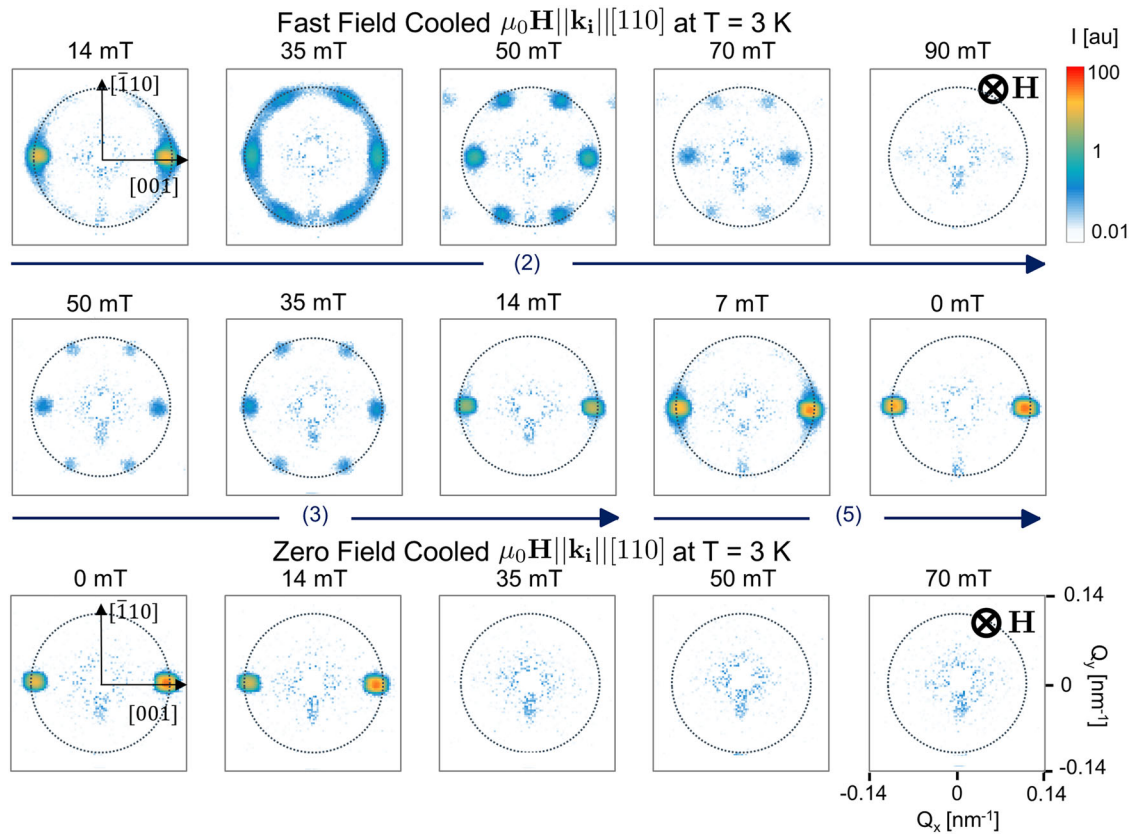 Fast Field Cooled μ₀H||kᵢ||[110] at T = 3 K
14 mT 35 mT 50 mT 70 mT 90 mT I [au]
[1̄10]
[001]
H
100
1
0.01
(2)
50 mT 35 mT 14 mT 7 mT 0 mT
(3) (5)
Zero Field Cooled μ₀H||kᵢ||[110] at T = 3 K
0 mT 14 mT 35 mT 50 mT 70 mT
[1̄10]
[001]
H
0.14
0
-0.14
Q_y [nm⁻¹]
-0.14 0 0.14
Q_x [nm⁻¹]